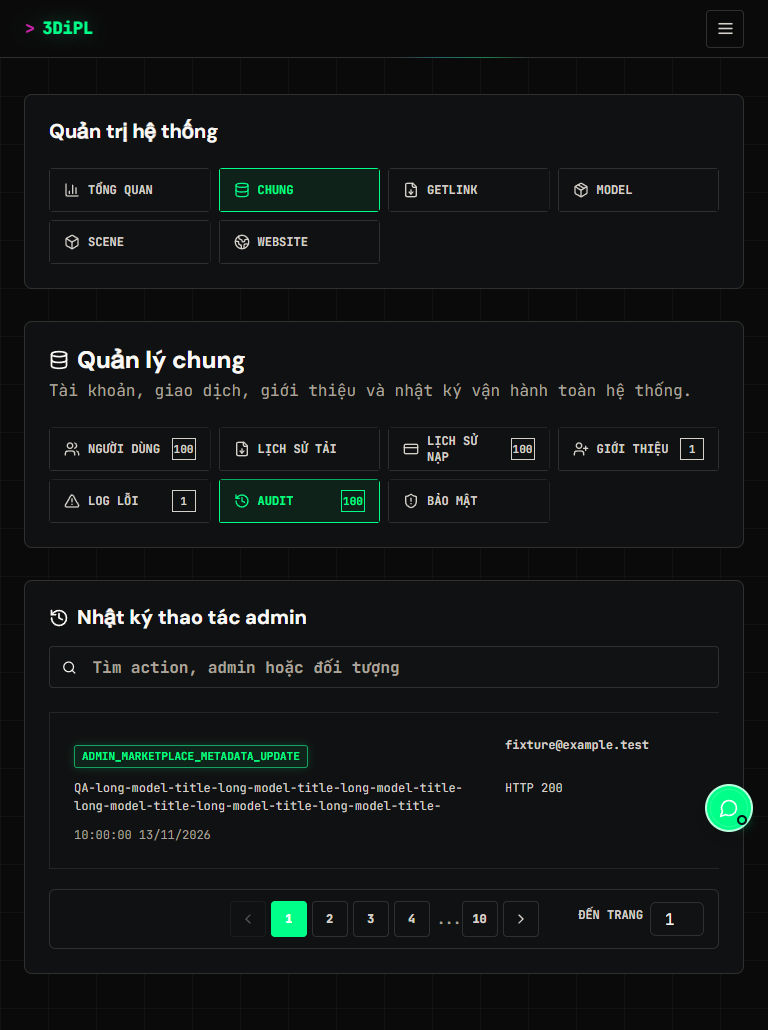 > 3DiPL
Quản trị hệ thống
TỔNG QUAN
CHUNG
GETLINK
MODEL
SCENE
WEBSITE
Quản lý chung
Tài khoản, giao dịch, giới thiệu và nhật ký vận hành toàn hệ thống.
NGƯỜI DÙNG 100
LỊCH SỬ TẢI
LỊCH SỬ
NẠP 100
GIỚI THIỆU 1
LOG LỖI 1
AUDIT 100
BẢO MẬT
Nhật ký thao tác admin
Tìm action, admin hoặc đối tượng
ADMIN_MARKETPLACE_METADATA_UPDATE
QA-long-model-title-long-model-title-long-model-title-
long-model-title-long-model-title-long-model-title-
10:00:00 13/11/2026
fixture@example.test
HTTP 200
1 2 3 4 ... 10
ĐẾN TRANG 1